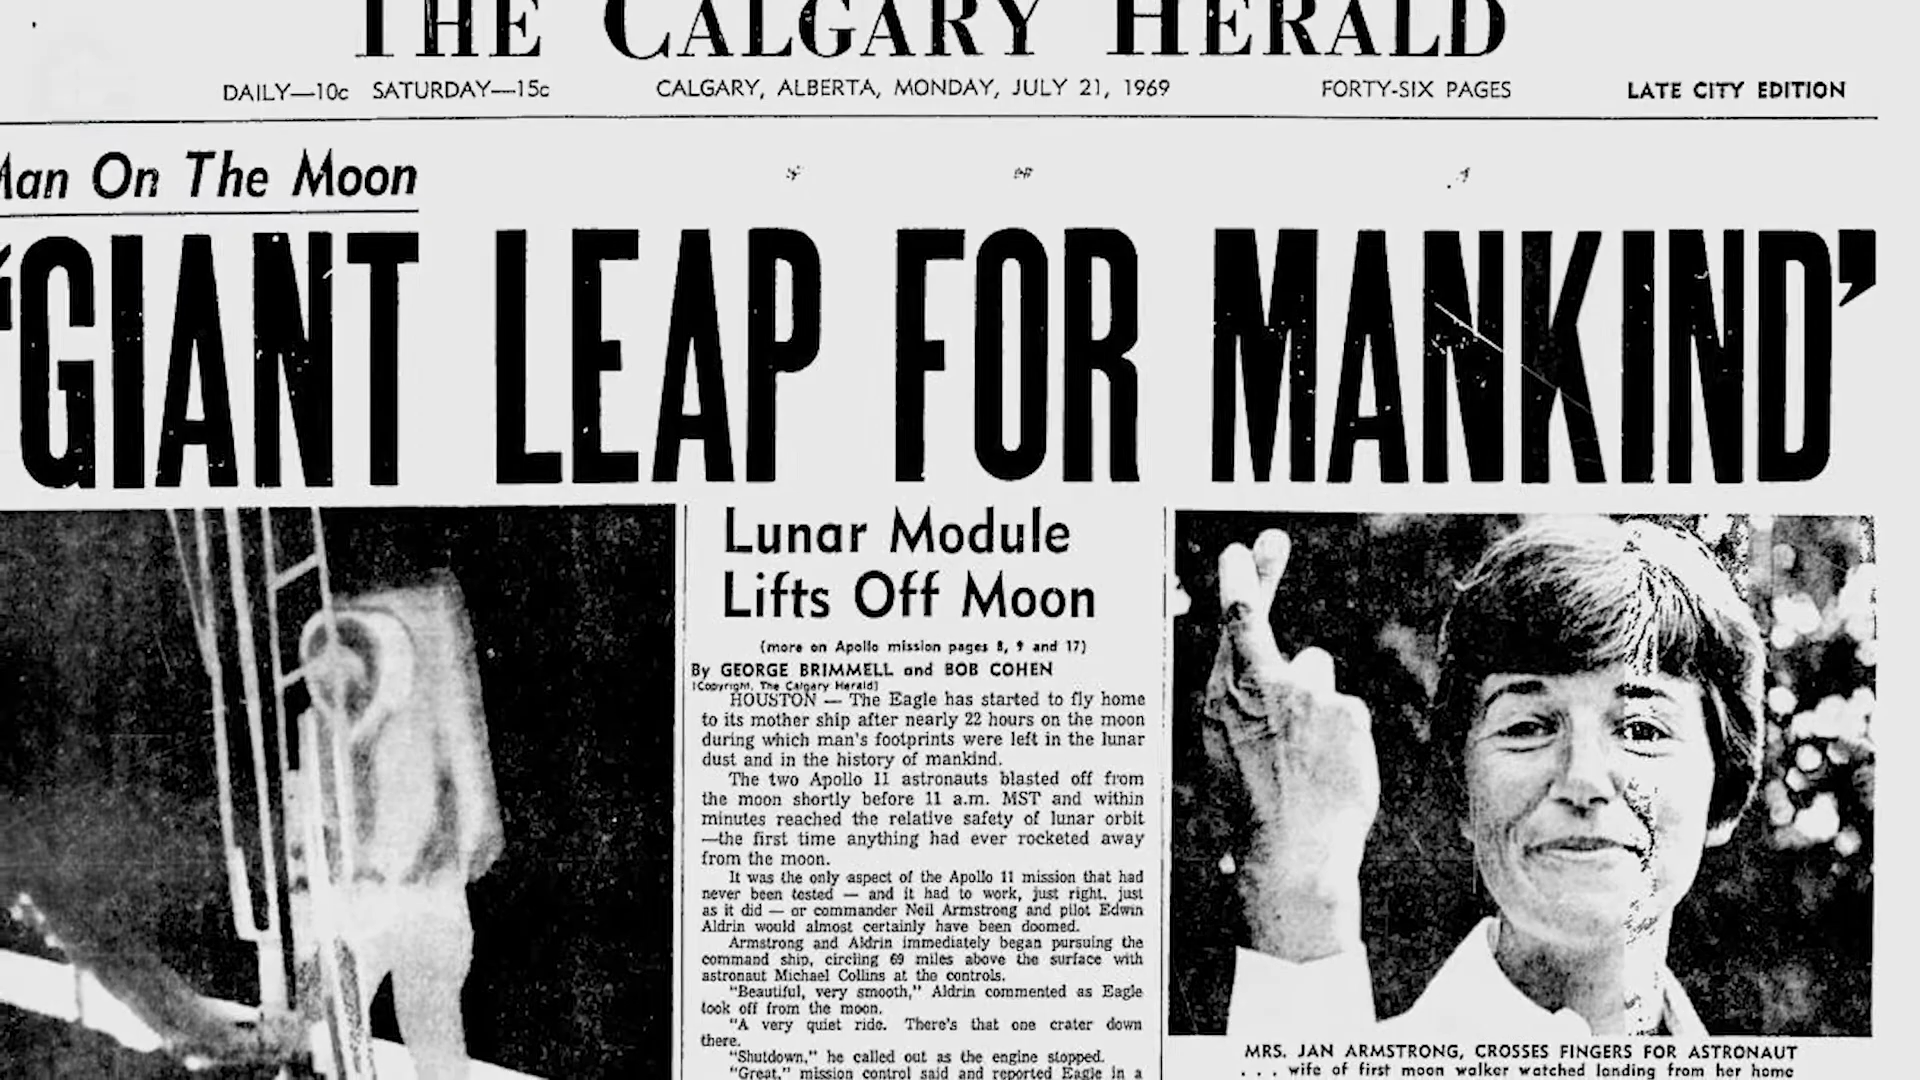 THE CALGARY HERALD
DAILY—10c SATURDAY—15c CALGARY, ALBERTA, MONDAY, JULY 21, 1969 FORTY-SIX PAGES LATE CITY EDITION
Man On The Moon
'GIANT LEAP FOR MANKIND'
Lunar Module
Lifts Off Moon
(more on Apollo mission pages 8, 9 and 17)
By GEORGE BRIMMELL and BOB COHEN
(Copyright, The Calgary Herald)
HOUSTON — The Eagle has started to fly home
to its mother ship after nearly 22 hours on the moon
during which man's footprints were left in the lunar
dust and in the history of mankind.
The two Apollo 11 astronauts blasted off from
the moon shortly before 11 a.m. MST and within
minutes reached the relative safety of lunar orbit
—the first time anything had ever rocketed away
from the moon.
It was the only aspect of the Apollo 11 mission that had
never been tested — and it had to work, just right, just
as it did — or commander Neil Armstrong and pilot Edwin
Aldrin would almost certainly have been doomed.
Armstrong and Aldrin immediately began pursuing the
command ship, circling 69 miles above the surface with
astronaut Michael Collins at the controls.
"Beautiful, very smooth," Aldrin commented as Eagle
took off from the moon.
"A very quiet ride. There's that one crater down
there.
"Shutdown," he called out as the engine stopped.
"Great," mission control said and reported Eagle in a
MRS. JAN ARMSTRONG, CROSSES FINGERS FOR ASTRONAUT
. . . wife of first moon walker watched landing from her home